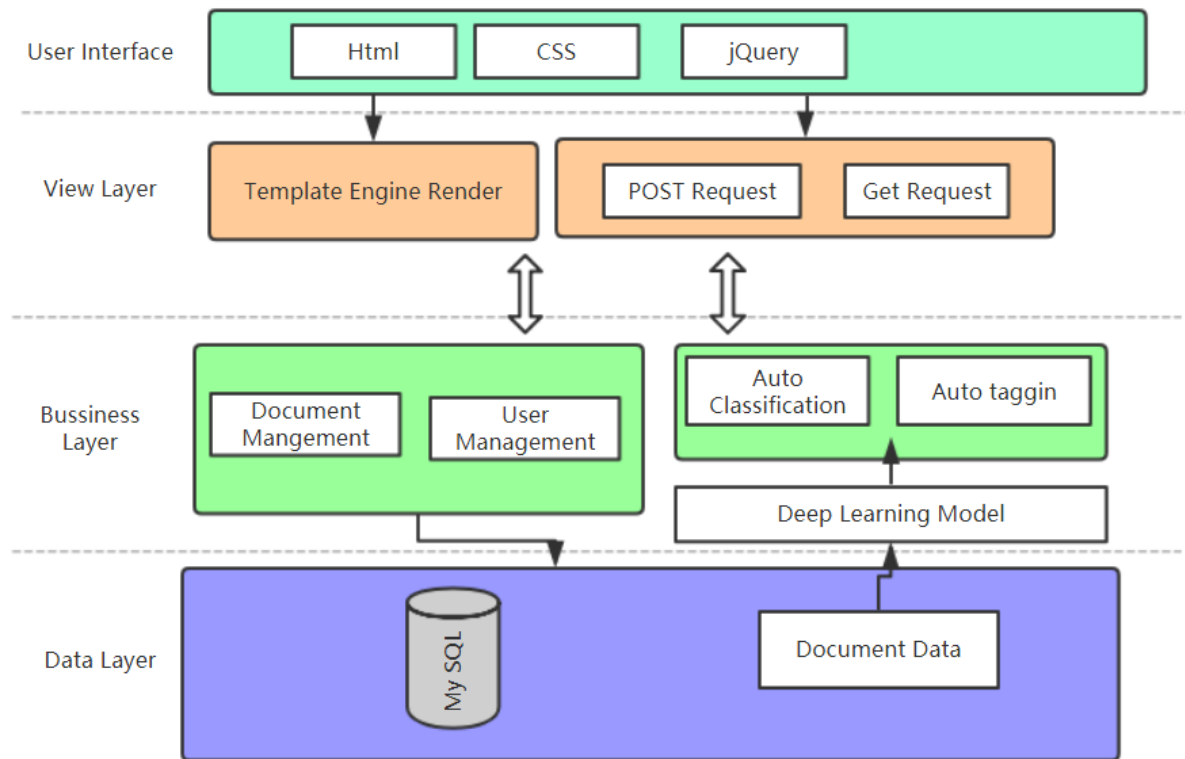 User Interface
Html
CSS
jQuery
View Layer
Template Engine Render
POST Request
Get Request
Bussiness
Layer
Document
Mangement
User
Management
Auto
Classification
Auto taggin
Deep Learning Model
Data Layer
My SQL
Document Data